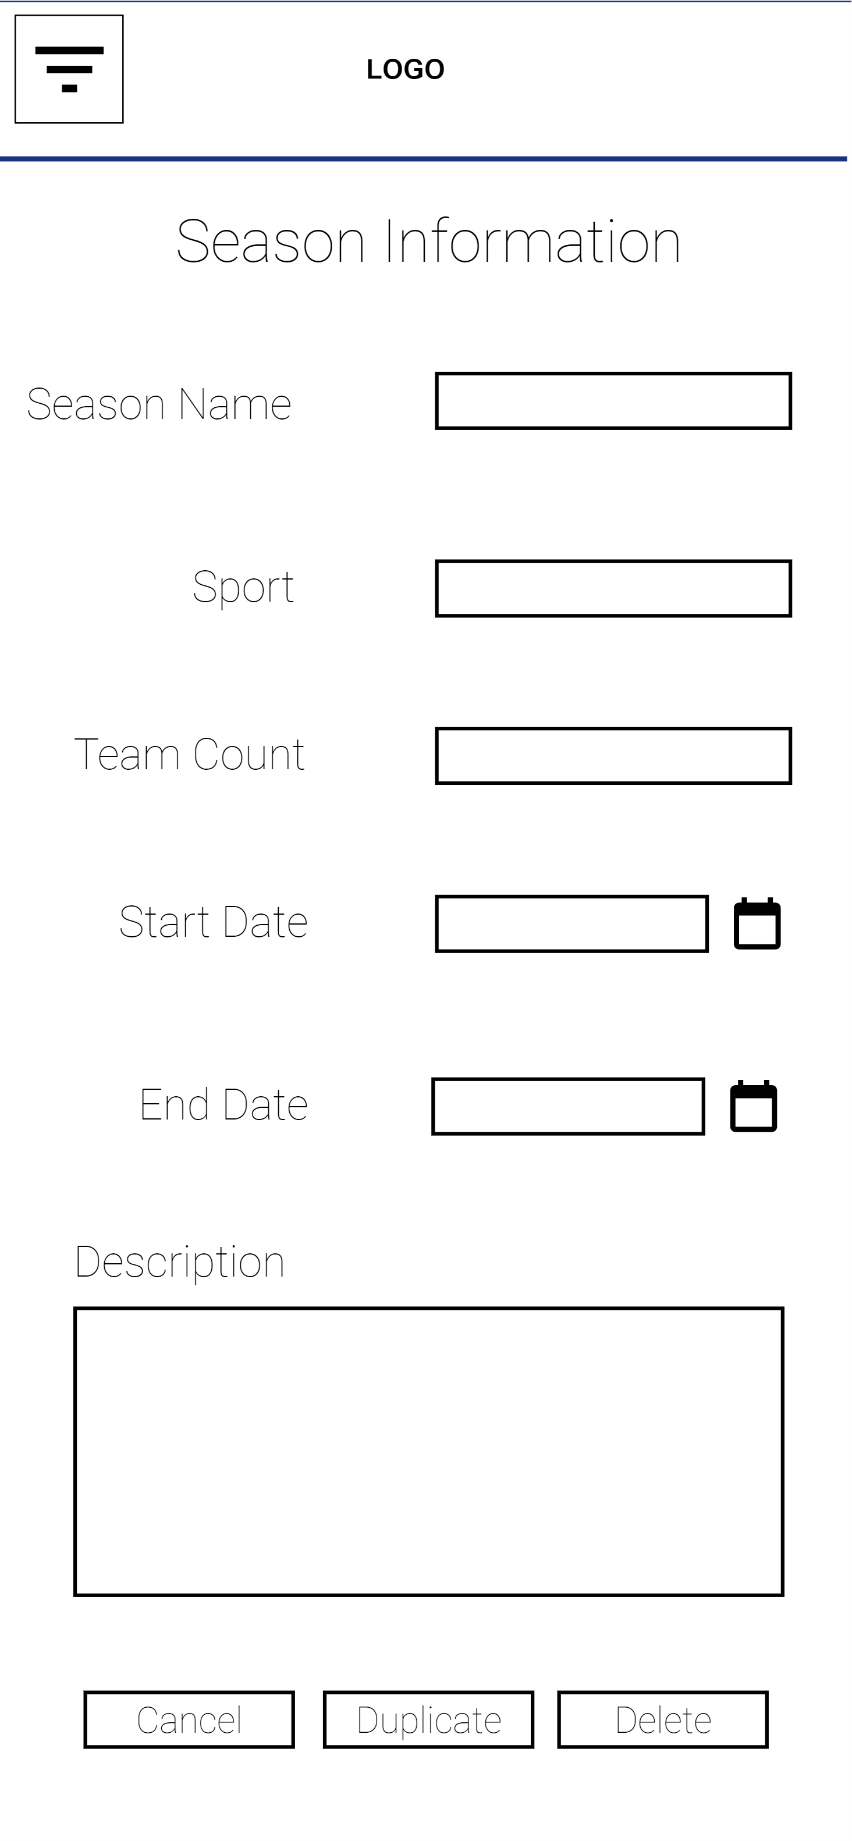 LOGO
Season Information
Season Name
Sport
Team Count
Start Date
End Date
Description
Cancel Duplicate Delete